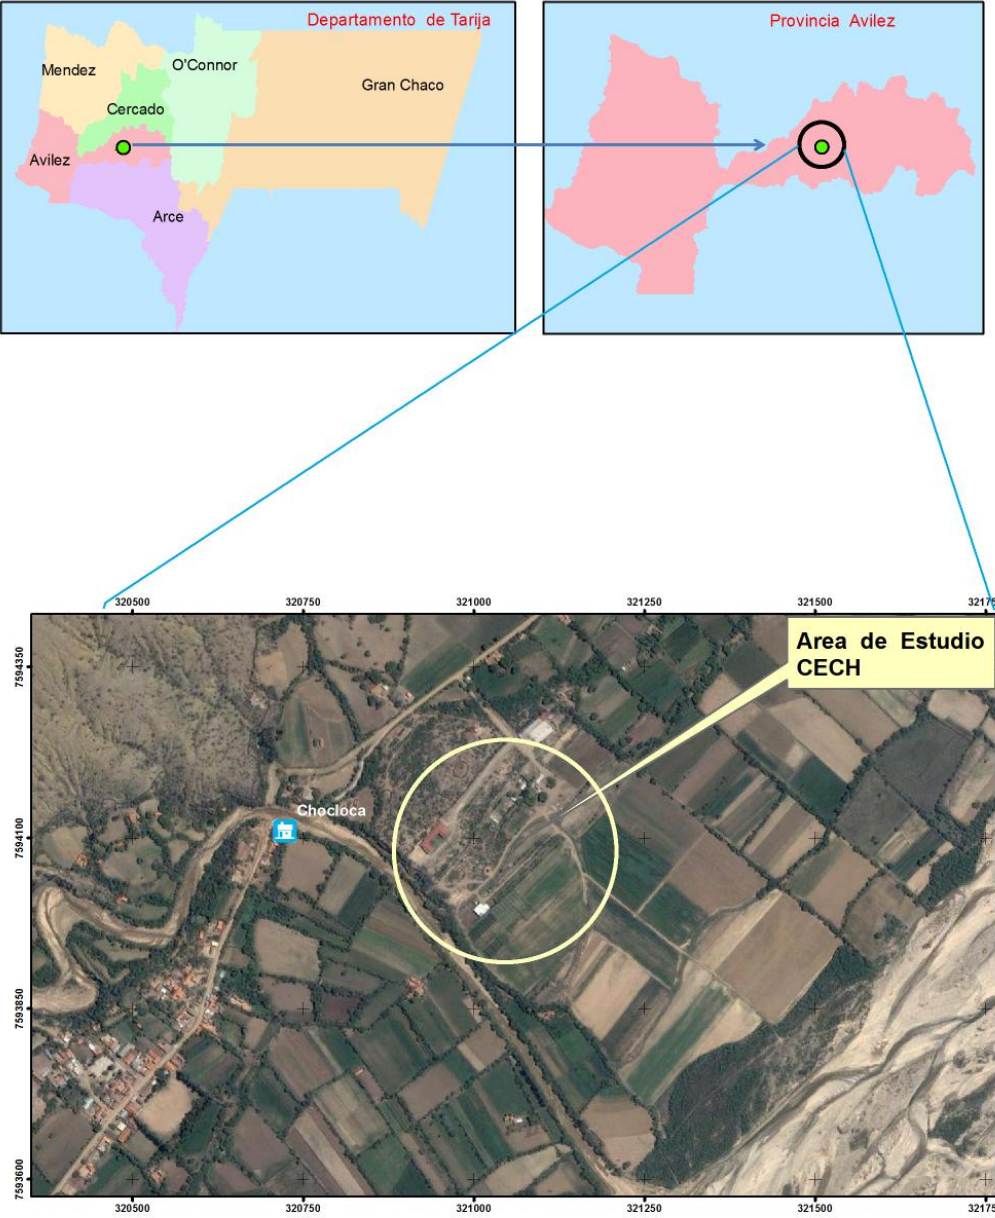 Departamento de Tarija
Provincia Avilez
Mendez
O'Connor
Gran Chaco
Cercado
Avilez
Arce
320500
320750
321000
321250
321500
7594350
Area de Estudio
CECH
Chocloca
7594100
7593850
7593600
320500
320750
321000
321250
321500